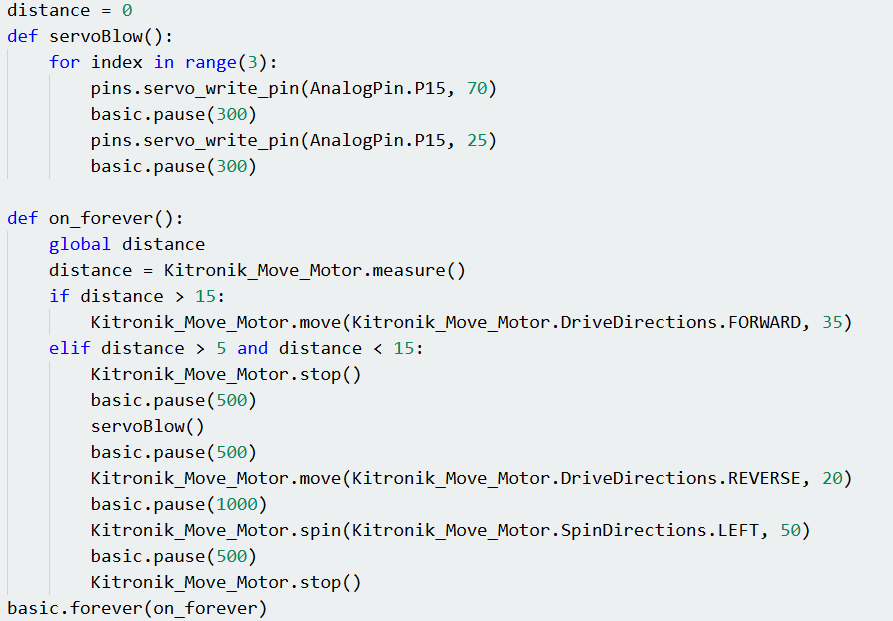 distance = 0
def servoBlow():
    for index in range(3):
        pins.servo_write_pin(AnalogPin.P15, 70)
        basic.pause(300)
        pins.servo_write_pin(AnalogPin.P15, 25)
        basic.pause(300)

def on_forever():
    global distance
    distance = Kitronik_Move_Motor.measure()
    if distance > 15:
        Kitronik_Move_Motor.move(Kitronik_Move_Motor.DriveDirections.FORWARD, 35)
    elif distance > 5 and distance < 15:
        Kitronik_Move_Motor.stop()
        basic.pause(500)
        servoBlow()
        basic.pause(500)
        Kitronik_Move_Motor.move(Kitronik_Move_Motor.DriveDirections.REVERSE, 20)
        basic.pause(1000)
        Kitronik_Move_Motor.spin(Kitronik_Move_Motor.SpinDirections.LEFT, 50)
        basic.pause(500)
        Kitronik_Move_Motor.stop()
basic.forever(on_forever)